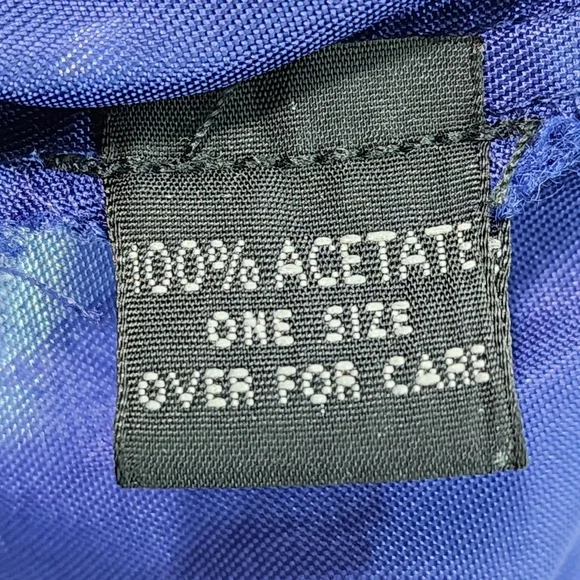 100% ACETATE
ONE SIZE
OVER FOR CARE